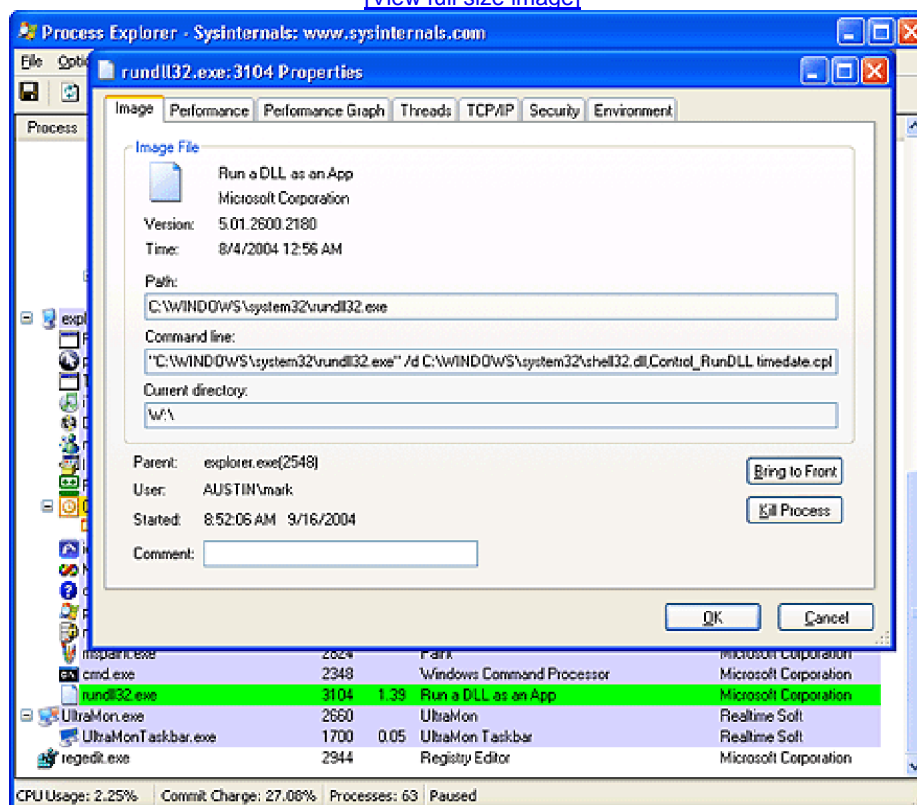 [View full size image]
Process Explorer - Sysinternals: www.sysinternals.com
File
rundll32.exe:3104 Properties
Image Performance Performance Graph Threads TCP/IP Security Environment
Process
Image File
Run a DLL as an App
Microsoft Corporation
Version: 5.01.2600.2180
Time: 8/4/2004 12:56 AM
Path:
C:\WINDOWS\system32\rundll32.exe
Command line:
"C:\WINDOWS\system32\rundll32.exe" /d C:\WINDOWS\system32\shell32.dll,Control_RunDLL timedate.cpl
Current directory:
W:\
Parent: explorer.exe(2548)
User: AUSTIN\mark
Started: 8:52:06 AM 9/16/2004
Comment:
Bring to Front
Kill Process
OK Cancel
mspaint.exe 2824 Paint Microsoft Corporation
cmd.exe 2348 Windows Command Processor Microsoft Corporation
rundll32.exe 3104 1.39 Run a DLL as an App Microsoft Corporation
UltraMon.exe 2660 UltraMon Realtime Soft
UltraMonTaskbar.exe 1700 0.05 UltraMon Taskbar Realtime Soft
regedit.exe 2944 Registry Editor Microsoft Corporation
CPU Usage: 2.25% Commit Charge: 27.08% Processes: 63 Paused